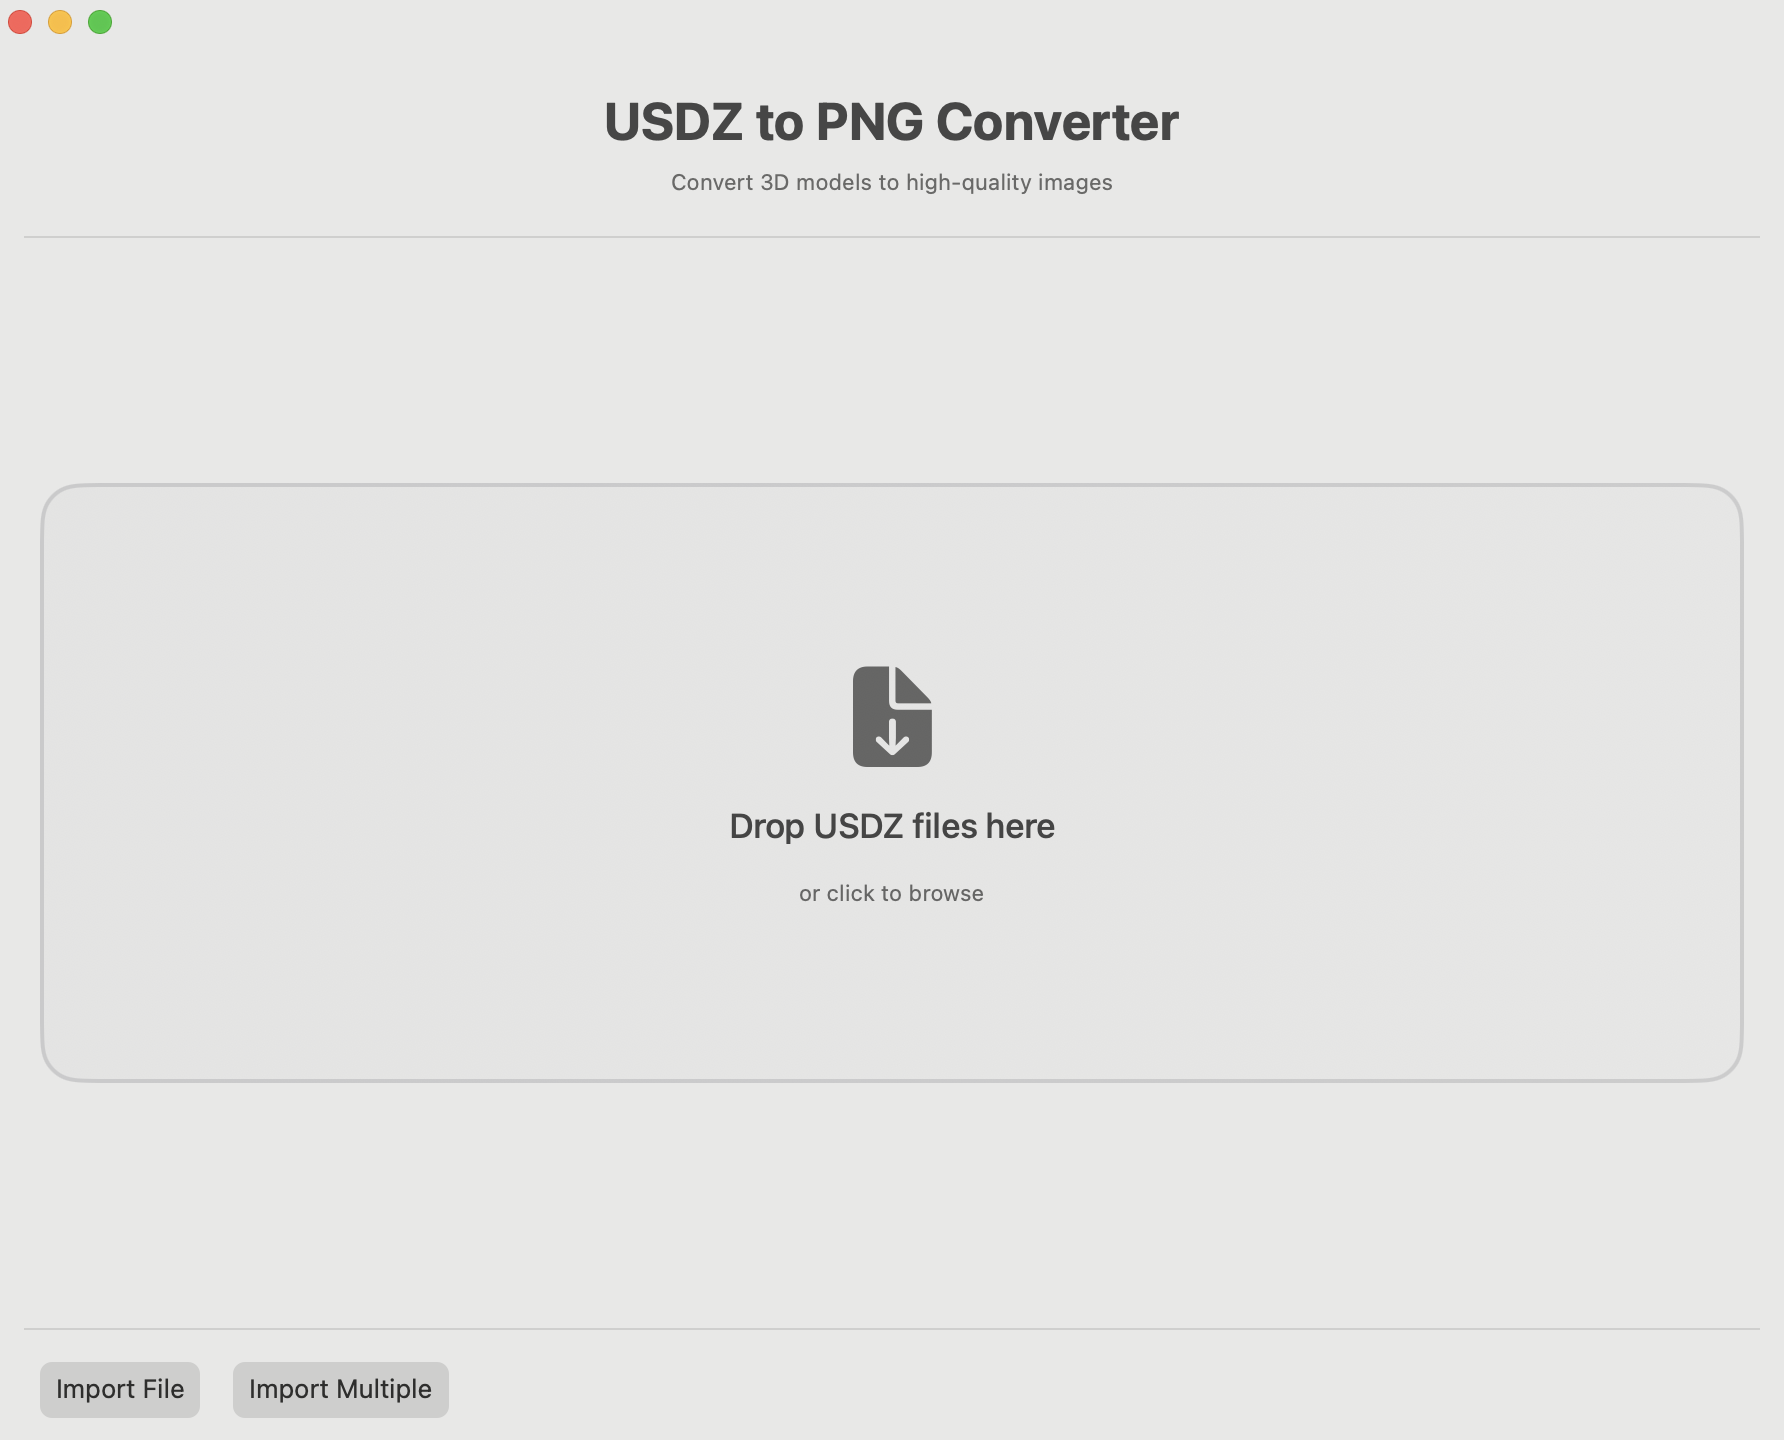 USDZ to PNG Converter
Convert 3D models to high-quality images
Drop USDZ files here
or click to browse
Import File
Import Multiple